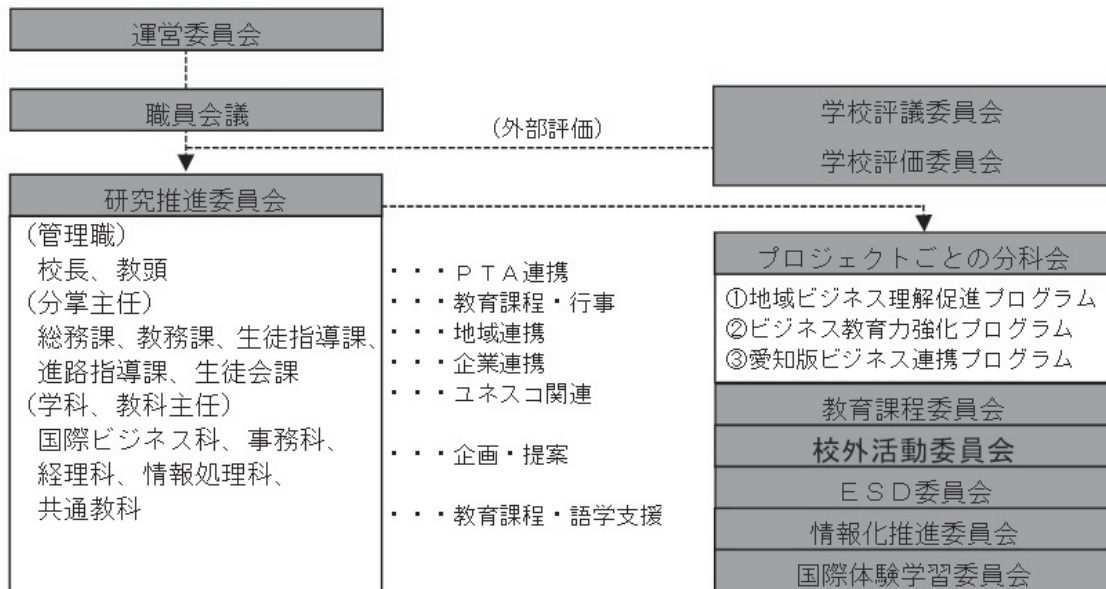 運営委員会
職員会議
（外部評価）
学校評議委員会
学校評価委員会
研究推進委員会
（管理職）
校長、教頭
（分掌主任）
総務課、教務課、生徒指導課、
進路指導課、生徒会課
（学科、教科主任）
国際ビジネス科、事務科、
経理科、情報処理科、
共通教科
・・・ＰＴＡ連携
・・・教育課程・行事
・・・地域連携
・・・企業連携
・・・ユネスコ関連
・・・企画・提案
・・・教育課程・語学支援
プロジェクトごとの分科会
①地域ビジネス理解促進プログラム
②ビジネス教育力強化プログラム
③愛知版ビジネス連携プログラム
教育課程委員会
校外活動委員会
ＥＳＤ委員会
情報化推進委員会
国際体験学習委員会